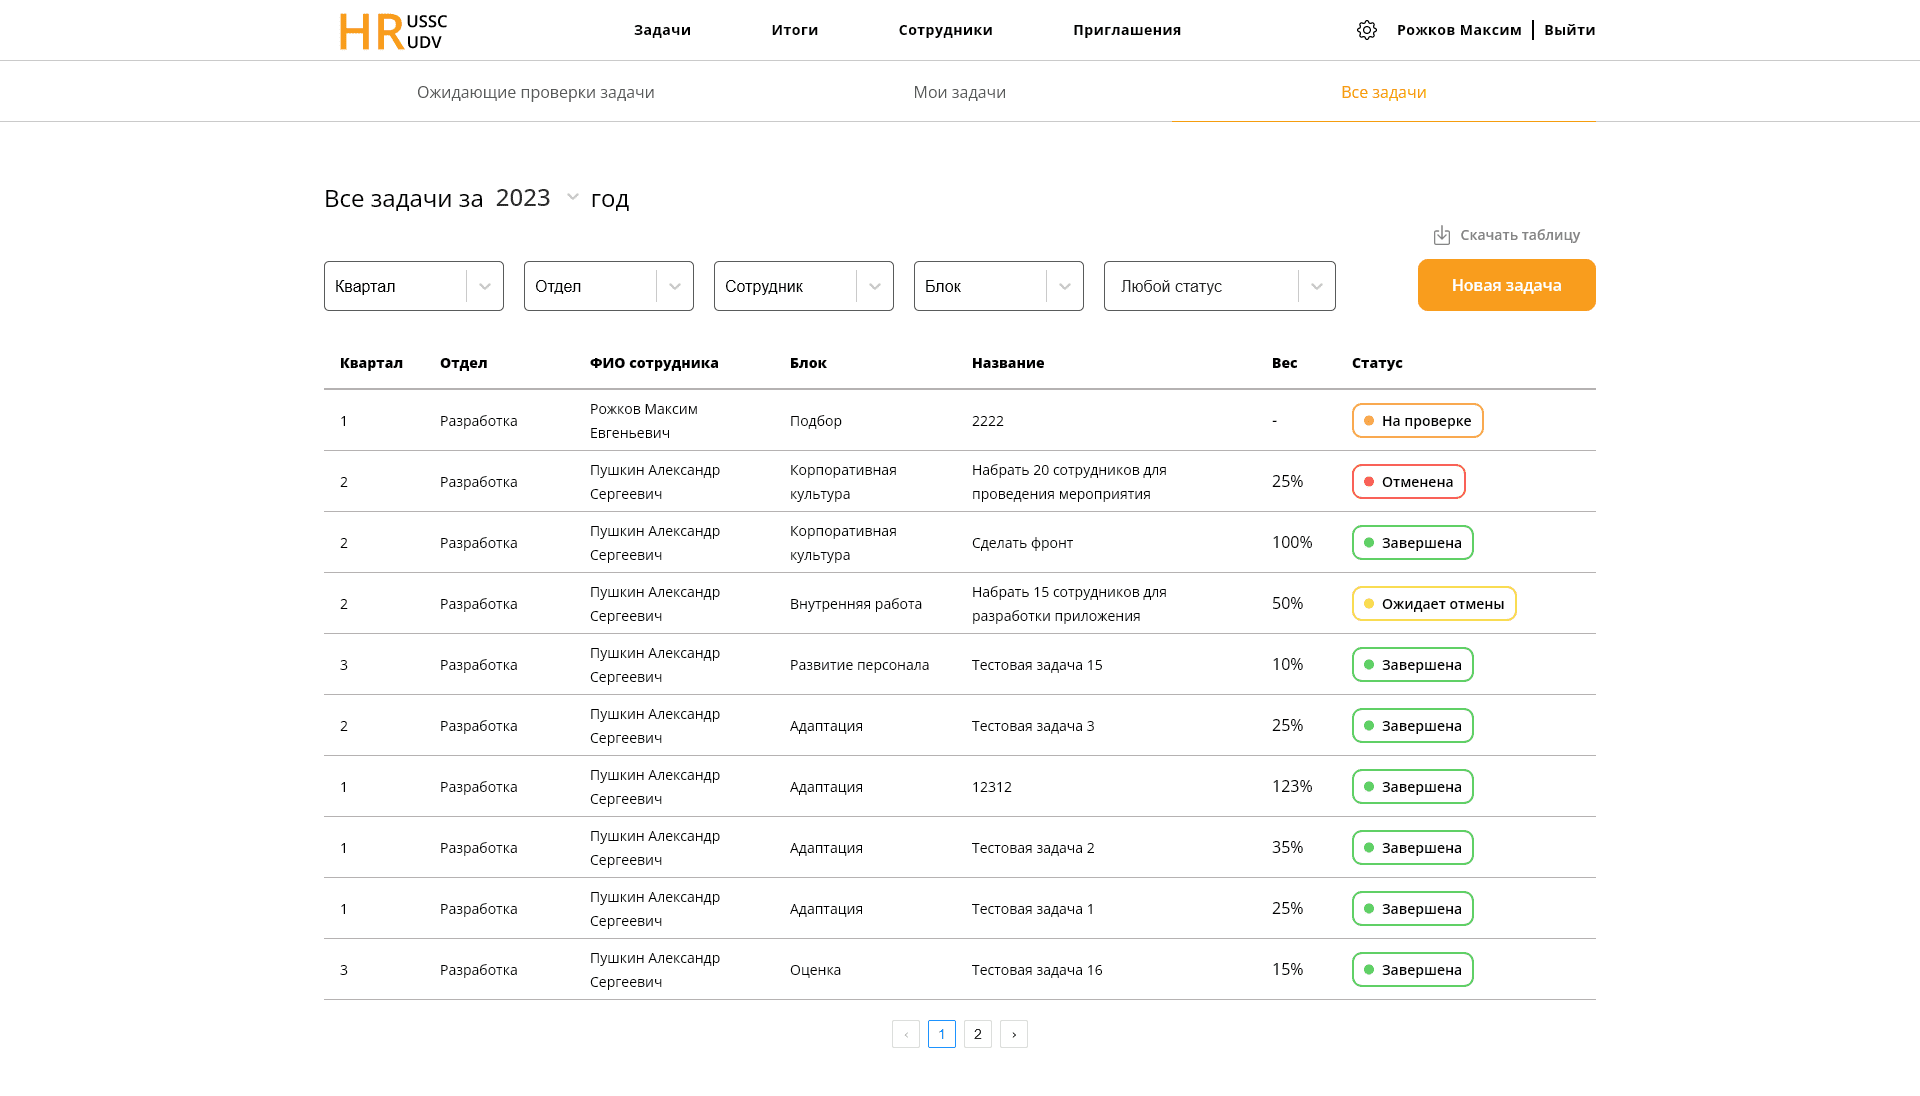 HR USSC UDV
Задачи
Итоги
Сотрудники
Приглашения
Рожков Максим
Выйти
Ожидающие проверки задачи
Мои задачи
Все задачи
Все задачи за 2023 год
Скачать таблицу
Квартал
Отдел
Сотрудник
Блок
Любой статус
Новая задача
Квартал Отдел ФИО сотрудника Блок Название Вес Статус
1 Разработка Рожков Максим Евгеньевич Подбор 2222 - На проверке
2 Разработка Пушкин Александр Сергеевич Корпоративная культура Набрать 20 сотрудников для проведения мероприятия 25% Отменена
2 Разработка Пушкин Александр Сергеевич Корпоративная культура Сделать фронт 100% Завершена
2 Разработка Пушкин Александр Сергеевич Внутренняя работа Набрать 15 сотрудников для разработки приложения 50% Ожидает отмены
3 Разработка Пушкин Александр Сергеевич Развитие персонала Тестовая задача 15 10% Завершена
2 Разработка Пушкин Александр Сергеевич Адаптация Тестовая задача 3 25% Завершена
1 Разработка Пушкин Александр Сергеевич Адаптация 12312 123% Завершена
1 Разработка Пушкин Александр Сергеевич Адаптация Тестовая задача 2 35% Завершена
1 Разработка Пушкин Александр Сергеевич Адаптация Тестовая задача 1 25% Завершена
3 Разработка Пушкин Александр Сергеевич Оценка Тестовая задача 16 15% Завершена
‹ 1 2 ›